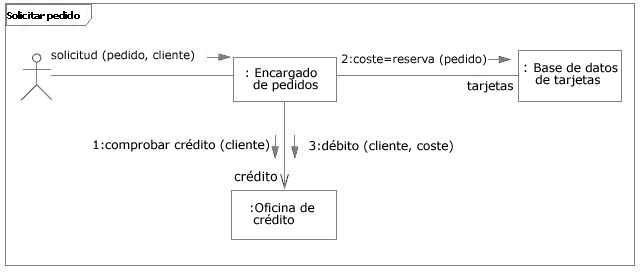 Solicitar pedido
solicitud (pedido, cliente)
2:coste=reserva (pedido)
: Encargado
de pedidos
: Base de datos
de tarjetas
tarjetas
1:comprobar crédito (cliente)
3:débito (cliente, coste)
crédito
:Oficina de
crédito